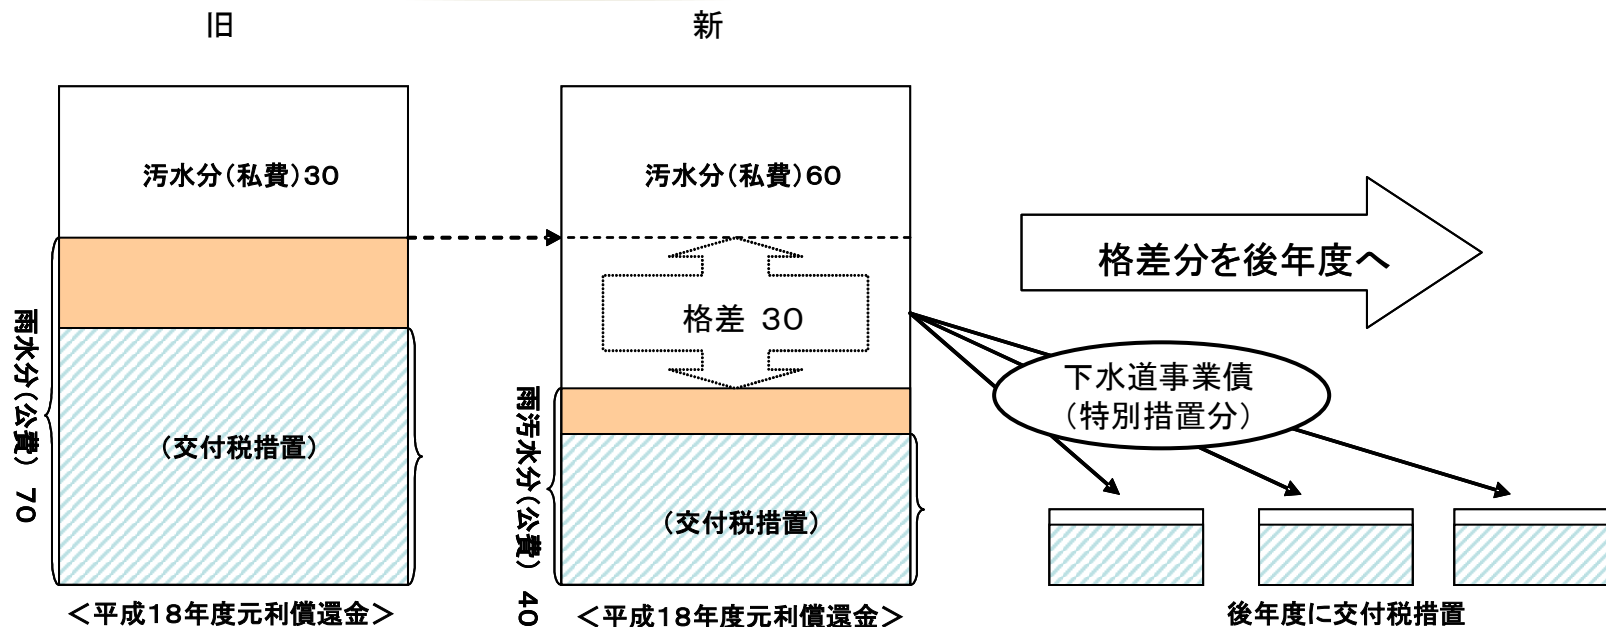 旧
新
汚水分(私費)30
汚水分(私費)60
格差分を後年度へ
格差 30
雨水分(公費) 70
下水道事業債
(特別措置分)
雨汚水分(公費) 40
(交付税措置)
(交付税措置)
<平成18年度元利償還金>
<平成18年度元利償還金>
後年度に交付税措置